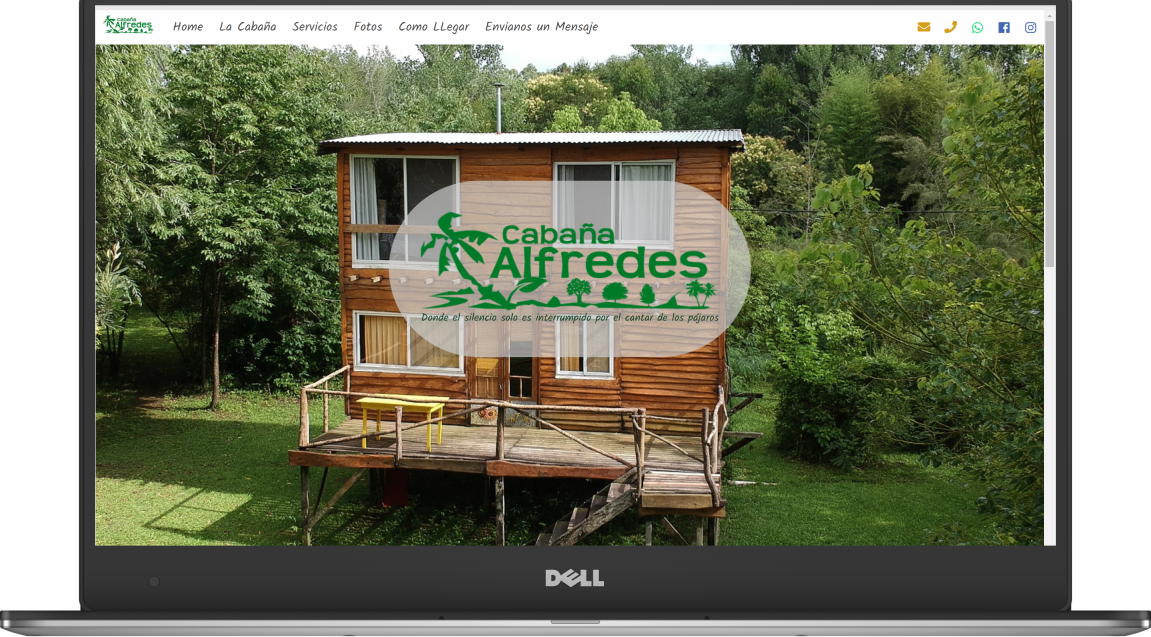 Cabaña
Alfredes
Home La Cabaña Servicios Fotos Como LLegar Envianos un Mensaje
Cabaña
Alfredes
Donde el silencio solo es interrumpido por el cantar de los pájaros
DELL